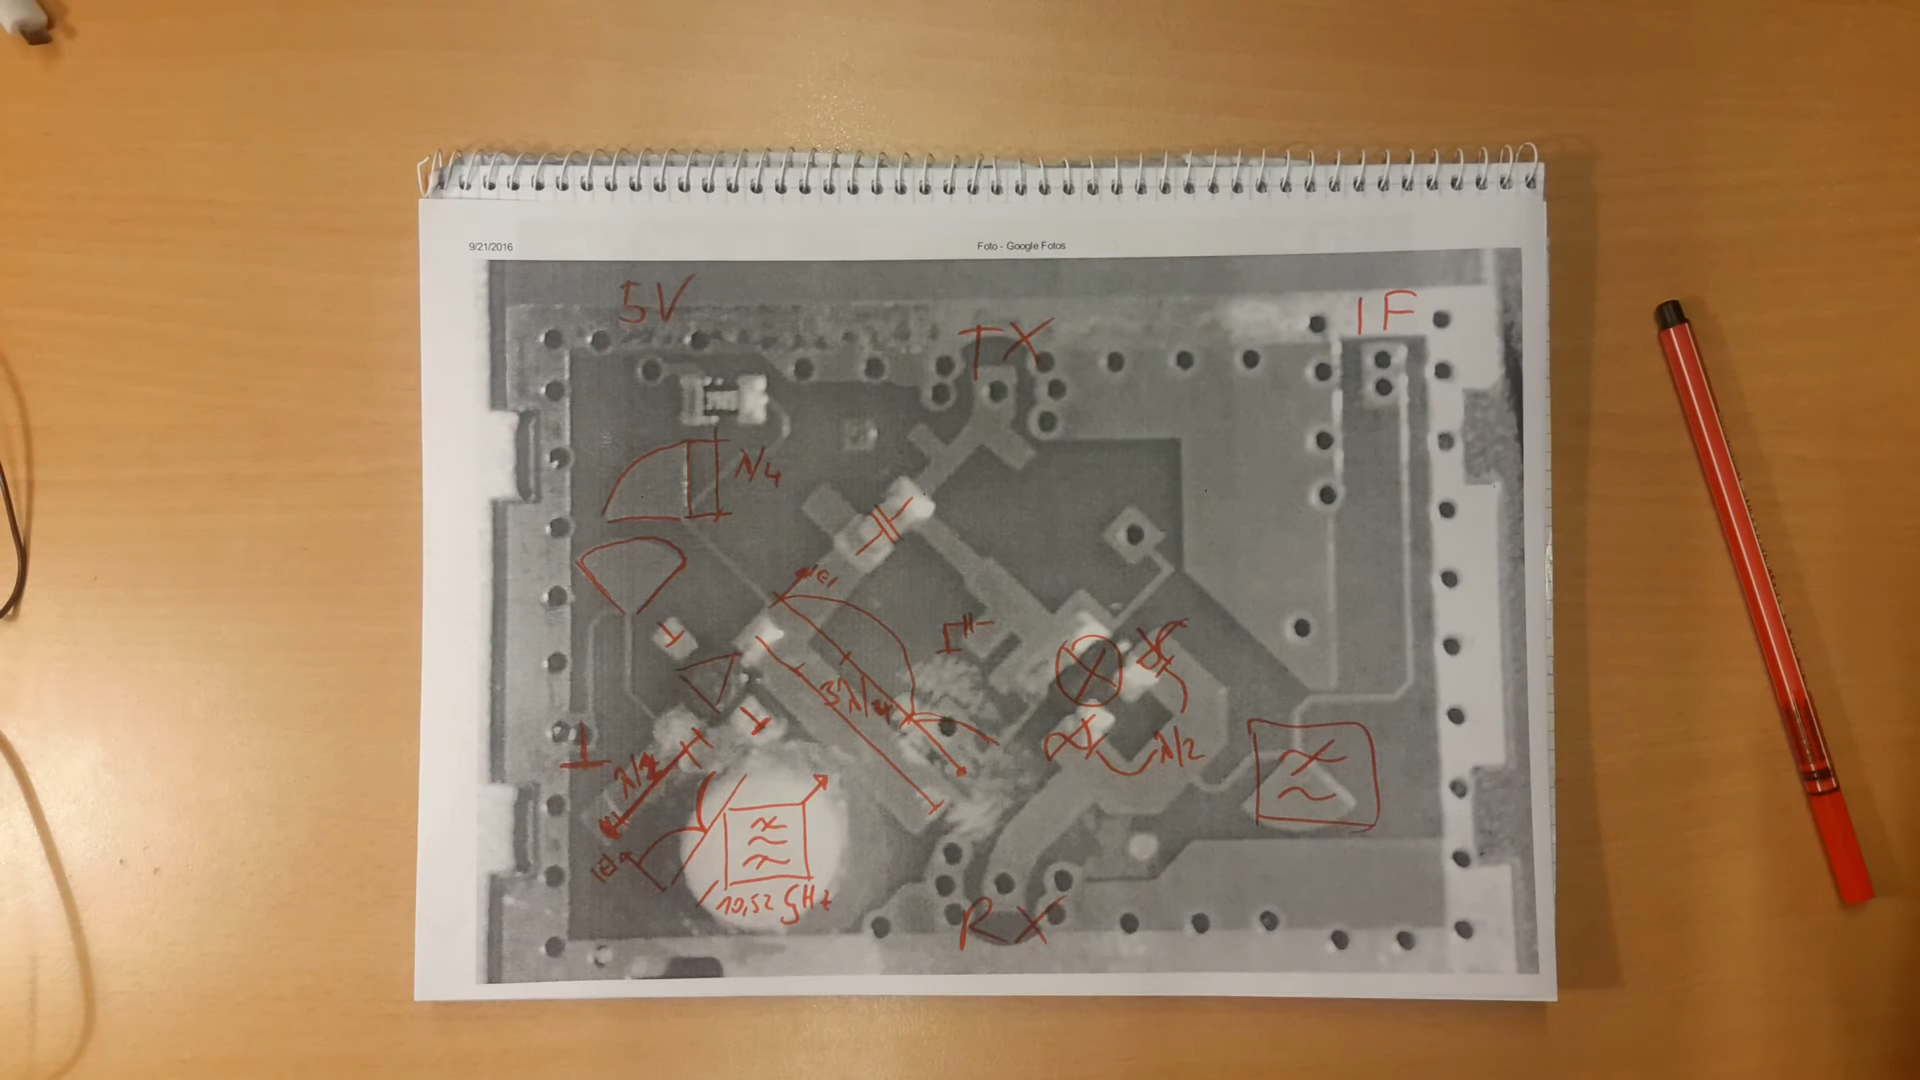 9/21/2016
Foto - Google Fotos
5V
TX
IF
λ/4
|E|
3λ/4
λ/2
λ/2
|E|
10,52 GHz
RX